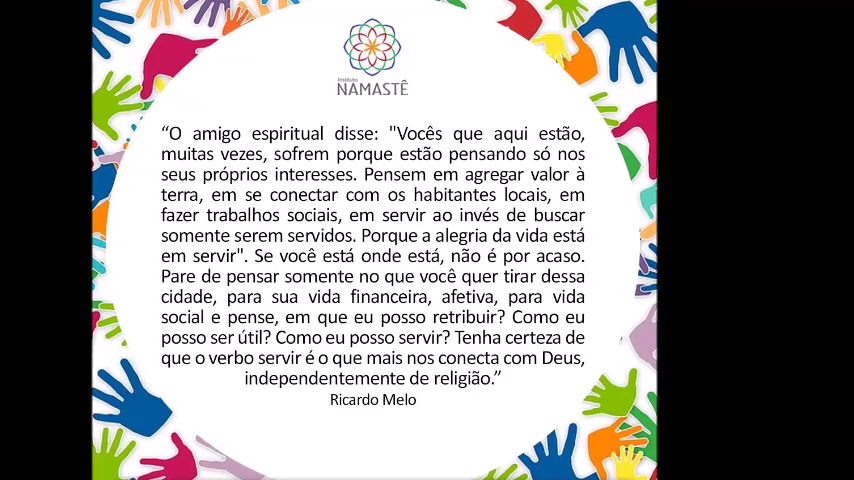 Instituto
NAMASTÊ
“O amigo espiritual disse: "Vocês que aqui estão,
muitas vezes, sofrem porque estão pensando só nos
seus próprios interesses. Pensem em agregar valor à
terra, em se conectar com os habitantes locais, em
fazer trabalhos sociais, em servir ao invés de buscar
somente serem servidos. Porque a alegria da vida está
em servir". Se você está onde está, não é por acaso.
Pare de pensar somente no que você quer tirar dessa
cidade, para sua vida financeira, afetiva, para vida
social e pense, em que eu posso retribuir? Como eu
posso ser útil? Como eu posso servir? Tenha certeza de
que o verbo servir é o que mais nos conecta com Deus,
independentemente de religião.”
Ricardo Melo